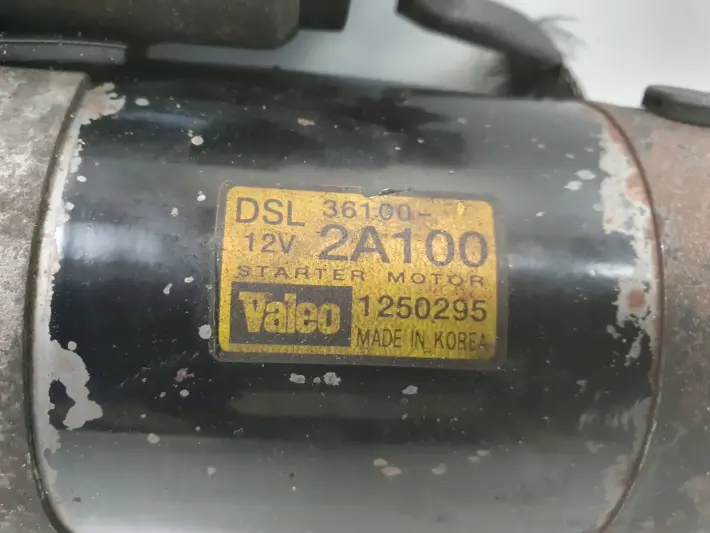 DSL 36100-
12V 2A100
STARTER MOTOR
Valeo 1250295
MADE IN KOREA